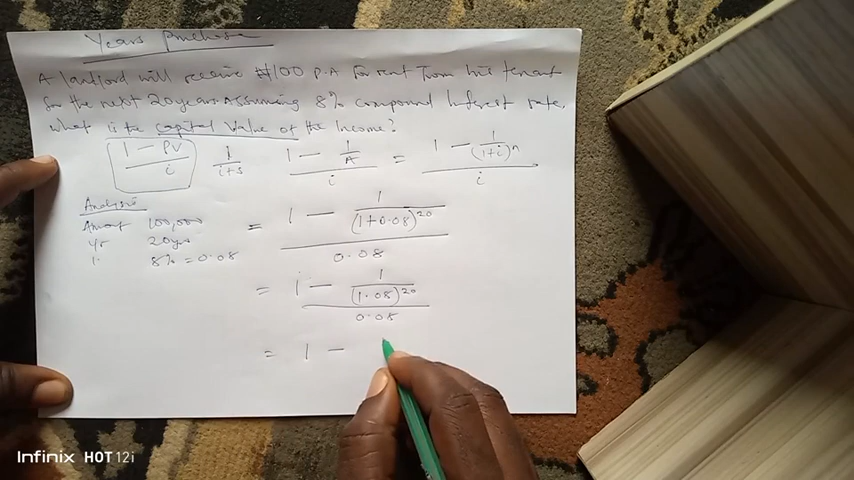 Years purchase
A landlord will receive ₦100 P.A for rent from his tenant
for the next 20 years. Assuming 8% compound Interest rate,
what is the capital value of the Income?
(1 - PV) / i    1 / (i+s)    (1 - 1/A) / i = (1 - 1/(1+i)^n) / i
Analysis
Amount 100,000
yr 20yrs
i 8% = 0.08
= (1 - 1/(1+0.08)^20) / 0.08
= (1 - 1/(1.08)^20) / 0.08
= 1 -
Infinix HOT 12i